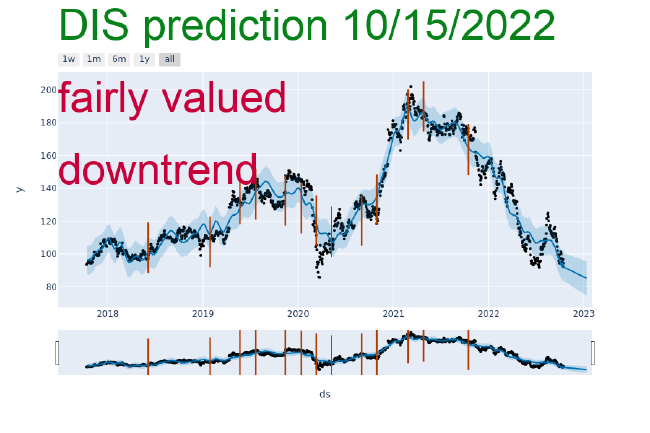 DIS prediction 10/15/2022
1w 1m 6m 1y all
fairly valued
downtrend
y
200
180
160
140
120
100
80
2018 2019 2020 2021 2022 2023
ds